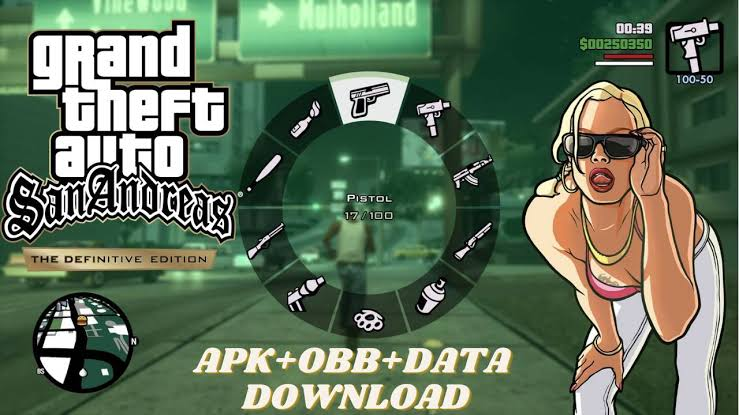 Vinewood
Mulholland
00:39
$00250350
100-50
grand
theft
auto
San Andreas
THE DEFINITIVE EDITION
Pistol
17/100
N
BS
APK+OBB+DATA
DOWNLOAD